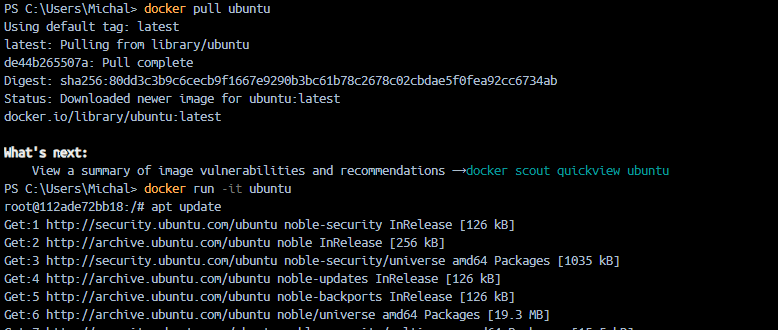 PS C:\Users\Michal> docker pull ubuntu
Using default tag: latest
latest: Pulling from library/ubuntu
de44b265507a: Pull complete
Digest: sha256:80dd3c3b9c6cecb9f1667e9290b3bc61b78c2678c02cbdae5f0fea92cc6734ab
Status: Downloaded newer image for ubuntu:latest
docker.io/library/ubuntu:latest
What's next:
View a summary of image vulnerabilities and recommendations → docker scout quickview ubuntu
PS C:\Users\Michal> docker run -it ubuntu
root@112ade72bb18:/# apt update
Get:1 http://security.ubuntu.com/ubuntu noble-security InRelease [126 kB]
Get:2 http://archive.ubuntu.com/ubuntu noble InRelease [256 kB]
Get:3 http://security.ubuntu.com/ubuntu noble-security/universe amd64 Packages [1035 kB]
Get:4 http://archive.ubuntu.com/ubuntu noble-updates InRelease [126 kB]
Get:5 http://archive.ubuntu.com/ubuntu noble-backports InRelease [126 kB]
Get:6 http://archive.ubuntu.com/ubuntu noble/universe amd64 Packages [19.3 MB]